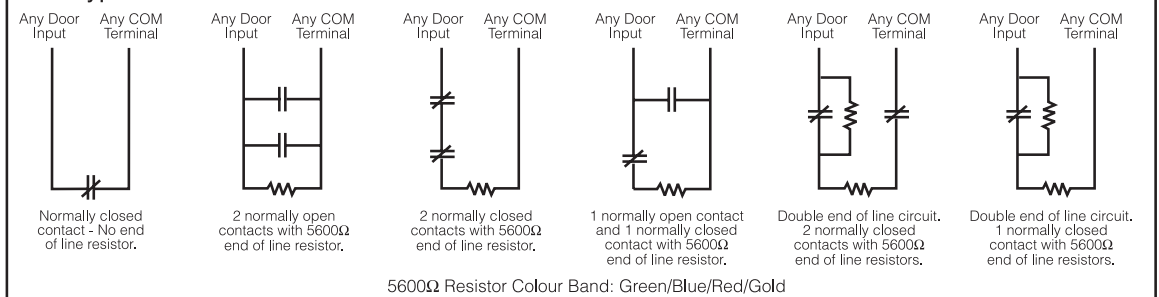 Any Door Any COM
Input Terminal
Any Door Any COM
Input Terminal
Any Door Any COM
Input Terminal
Any Door Any COM
Input Terminal
Any Door Any COM
Input Terminal
Any Door Any COM
Input Terminal
Normally closed
contact - No end
of line resistor.
2 normally open
contacts with 5600Ω
end of line resistor.
2 normally closed
contacts with 5600Ω
end of line resistor.
1 normally open contact
and 1 normally closed
contact with 5600Ω
end of line resistor.
Double end of line circuit.
2 normally closed
contacts with 5600Ω
end of line resistors.
Double end of line circuit.
1 normally closed
contact with 5600Ω
end of line resistors.
5600Ω Resistor Colour Band: Green/Blue/Red/Gold